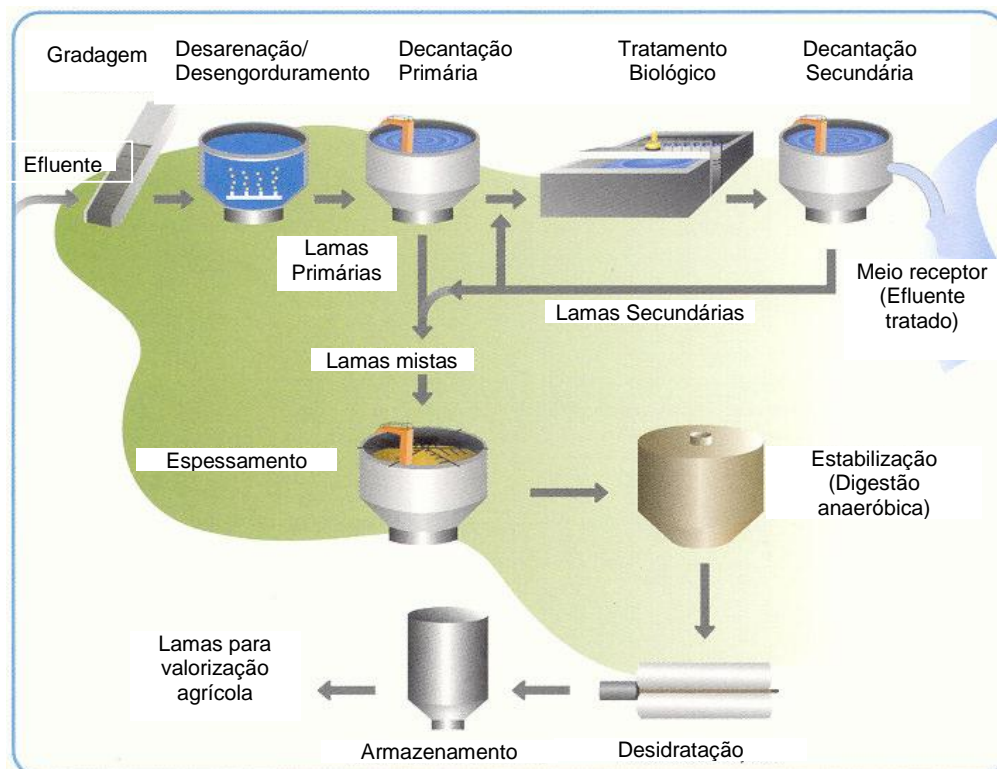 Gradagem
Desarenação/
Desengorduramento
Decantação
Primária
Tratamento
Biológico
Decantação
Secundária
Efluente
Lamas
Primárias
Lamas Secundárias
Meio receptor
(Efluente
tratado)
Lamas mistas
Espessamento
Estabilização
(Digestão
anaeróbica)
Lamas para
valorização
agrícola
Armazenamento
Desidratação